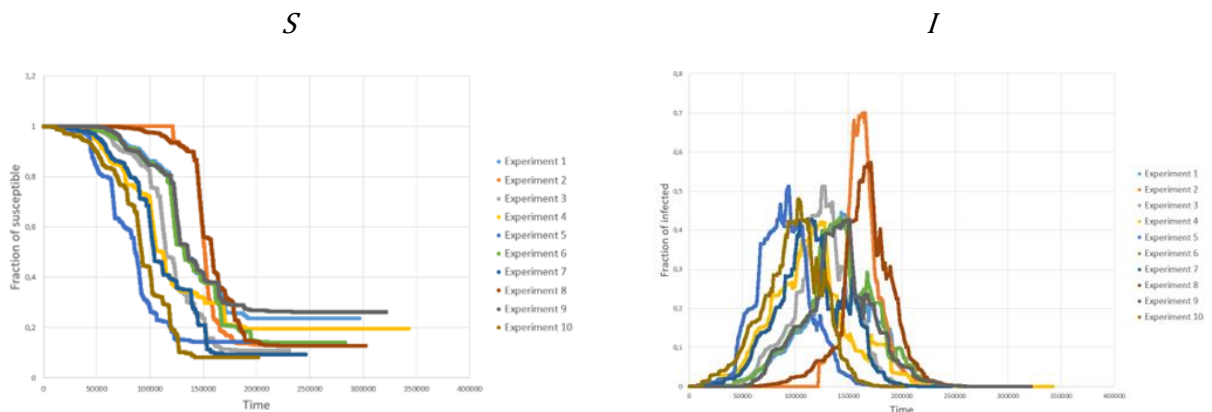 S
I
1,2
1
0,8
0,6
0,4
0,2
0
Fraction of susceptible
0 50000 100000 150000 200000 250000 300000 350000 400000
Time
Experiment 1
Experiment 2
Experiment 3
Experiment 4
Experiment 5
Experiment 6
Experiment 7
Experiment 8
Experiment 9
Experiment 10
0,8
0,7
0,6
0,5
0,4
0,3
0,2
0,1
0
Fraction of infected
0 50000 100000 150000 200000 250000 300000 350000 400000
Time
Experiment 1
Experiment 2
Experiment 3
Experiment 4
Experiment 5
Experiment 6
Experiment 7
Experiment 8
Experiment 9
Experiment 10